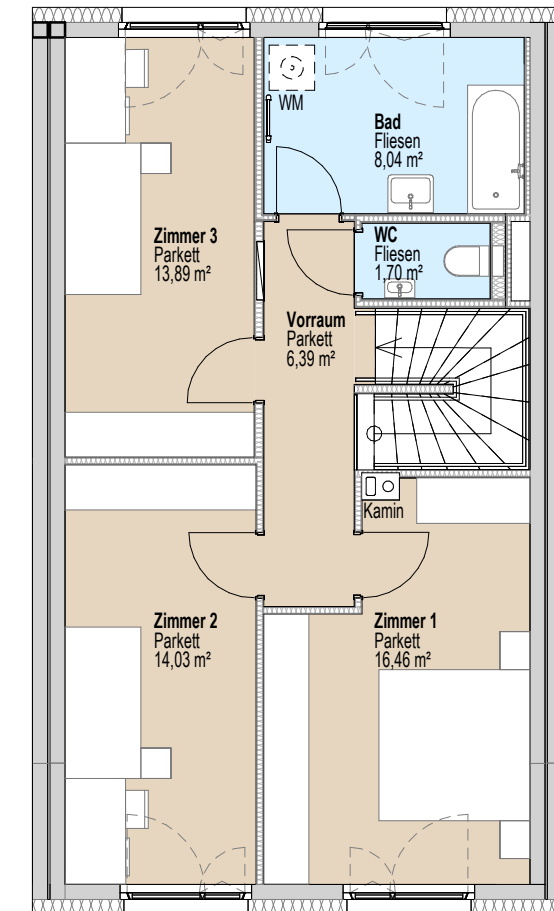 WM
Bad
Fliesen
8,04 m²
WC
Fliesen
1,70 m²
Zimmer 3
Parkett
13,89 m²
Vorraum
Parkett
6,39 m²
Kamin
Zimmer 2
Parkett
14,03 m²
Zimmer 1
Parkett
16,46 m²